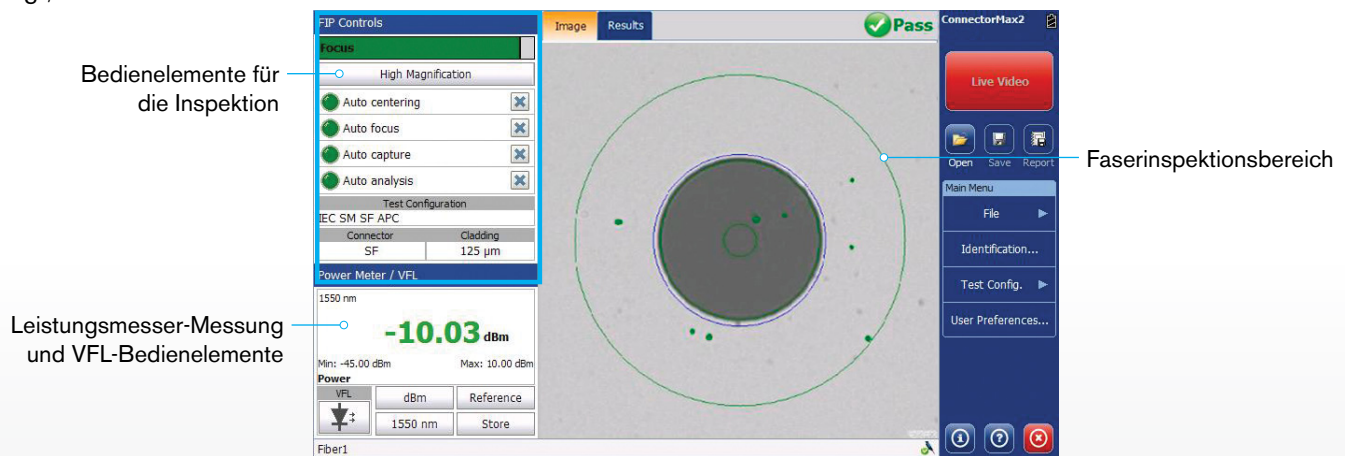 FIP Controls
Focus
High Magnification
Auto centering
Auto focus
Auto capture
Auto analysis
Test Configuration
IEC SM SF APC
Connector
Cladding
SF
125 µm
Power Meter / VFL
1550 nm
-10.03 dBm
Min: -45.00 dBm
Max: 10.00 dBm
Power
VFL
dBm
Reference
1550 nm
Store
Fiber1
Image
Results
Pass
ConnectorMax2
Live Video
Open
Save
Report
Main Menu
File
Identification...
Test Config.
User Preferences...
Bedienelemente für
die Inspektion
Leistungsmesser-Messung
und VFL-Bedienelemente
Faserinspektionsbereich